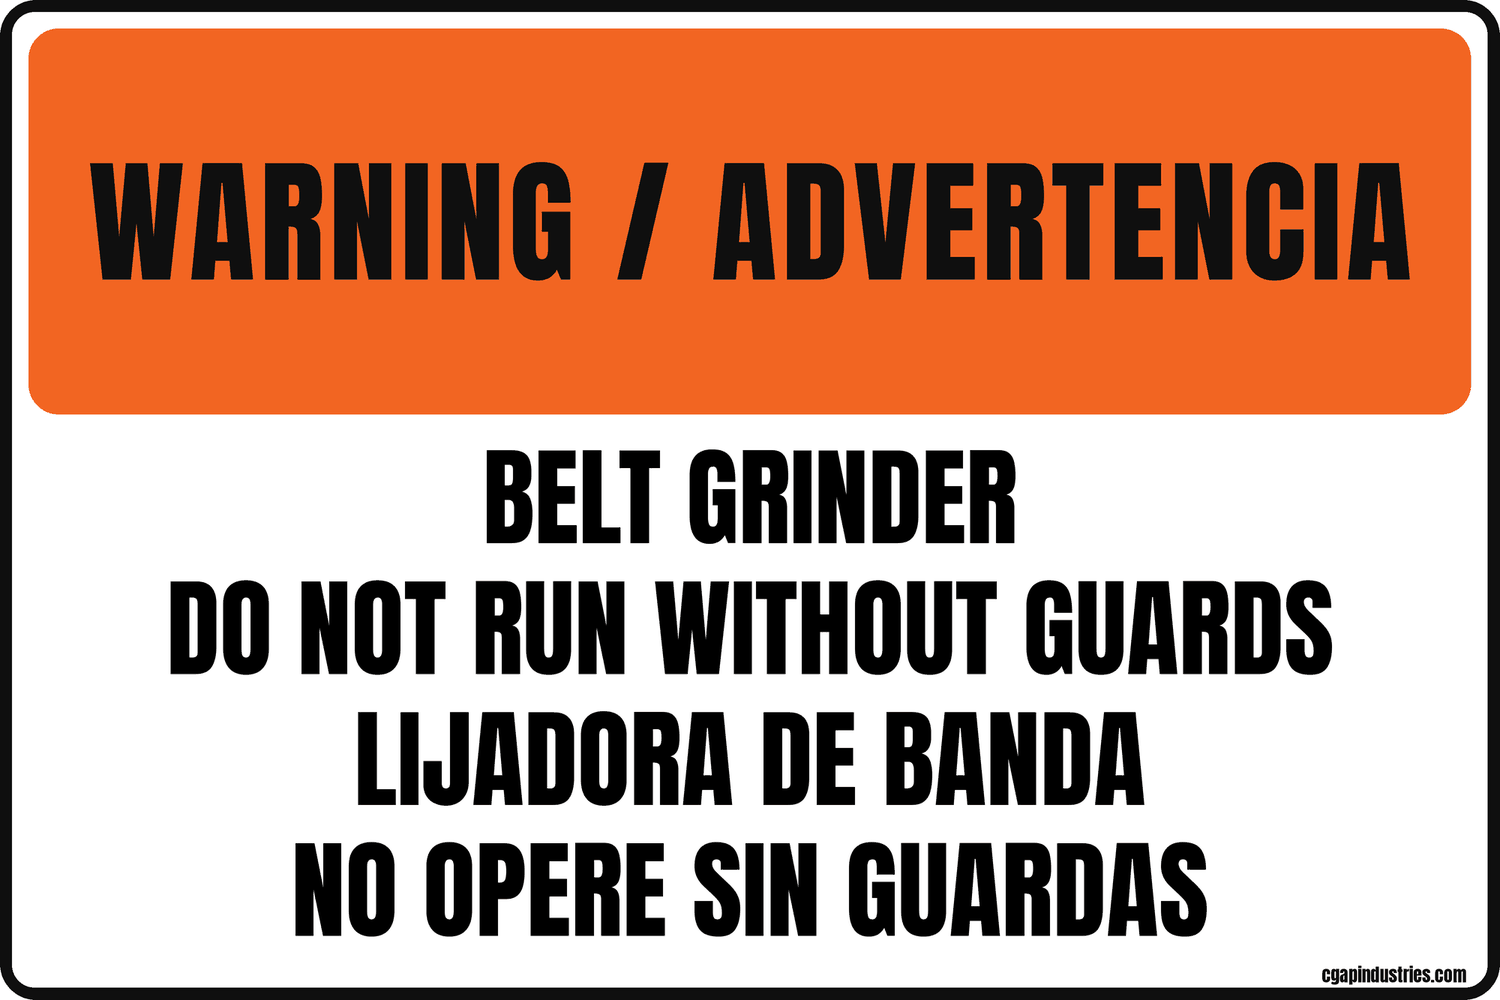 WARNING / ADVERTENCIA
BELT GRINDER
DO NOT RUN WITHOUT GUARDS
LIJADORA DE BANDA
NO OPERE SIN GUARDAS
cgapindustries.com